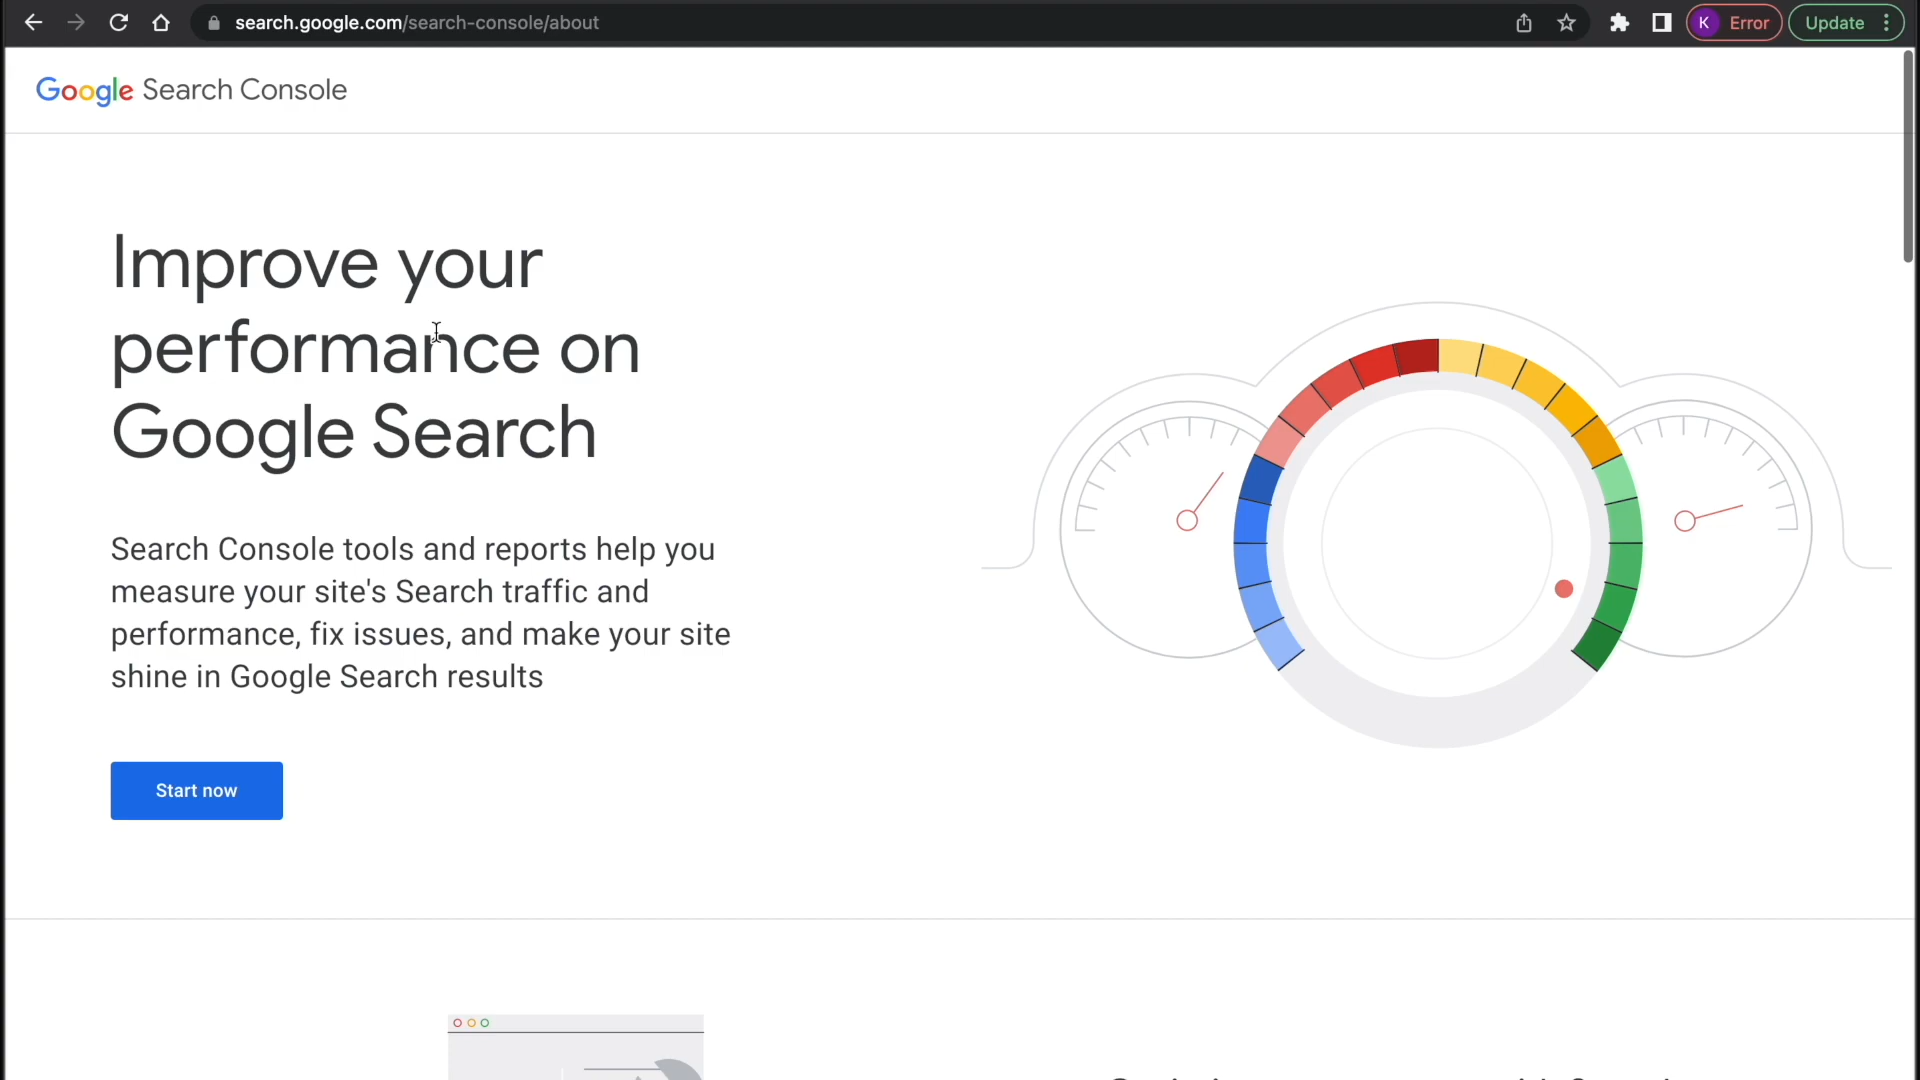 search.google.com/search-console/about
K Error
Update
Google Search Console
Improve your
performance on
Google Search
Search Console tools and reports help you
measure your site's Search traffic and
performance, fix issues, and make your site
shine in Google Search results
Start now